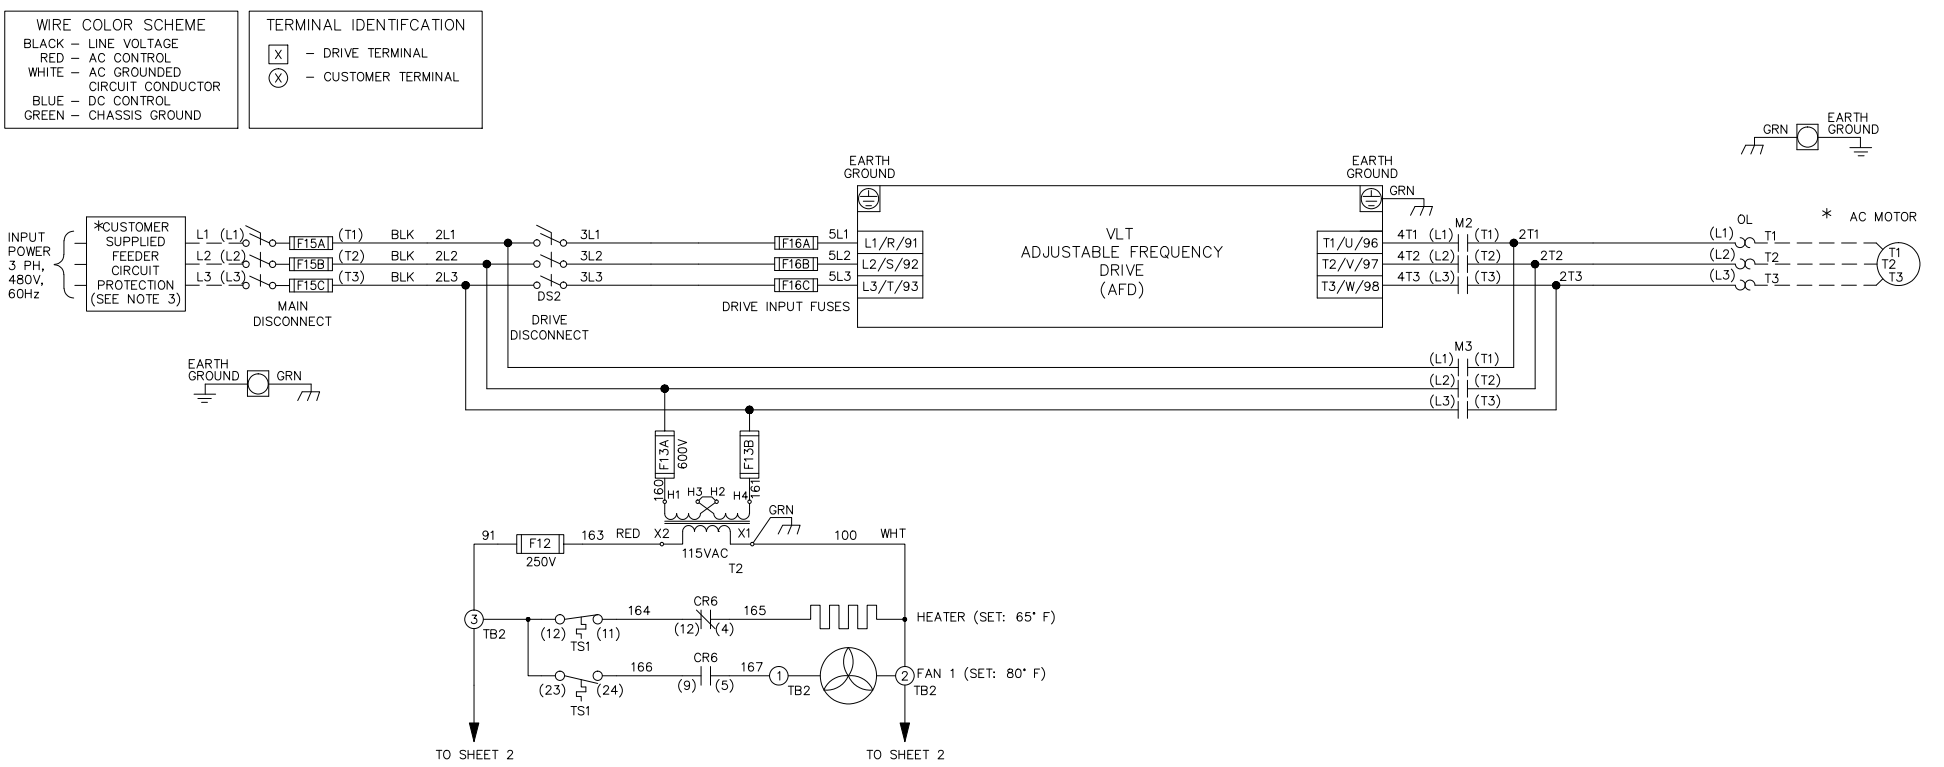 WIRE COLOR SCHEME
BLACK – LINE VOLTAGE
RED – AC CONTROL
WHITE – AC GROUNDED
CIRCUIT CONDUCTOR
BLUE – DC CONTROL
GREEN – CHASSIS GROUND
TERMINAL IDENTIFCATION
X – DRIVE TERMINAL
X – CUSTOMER TERMINAL
GRN
EARTH
GROUND
INPUT
POWER
3 PH,
480V,
60Hz
*CUSTOMER
SUPPLIED
FEEDER
CIRCUIT
PROTECTION
(SEE NOTE 3)
L1 (L1) F15A (T1) BLK 2L1
L2 (L2) F15B (T2) BLK 2L2
L3 (L3) F15C (T3) BLK 2L3
MAIN
DISCONNECT
3L1 F16A 5L1
3L2 F16B 5L2
3L3 F16C 5L3
DS2
DRIVE
DISCONNECT
DRIVE INPUT FUSES
EARTH
GROUND
L1/R/91
L2/S/92
L3/T/93
VLT
ADJUSTABLE FREQUENCY
DRIVE
(AFD)
EARTH
GROUND
GRN
T1/U/96
T2/V/97
T3/W/98
M2
4T1 (L1) (T1) 2T1
4T2 (L2) (T2) 2T2
4T3 (L3) (T3) 2T3
OL
(L1) T1
(L2) T2
(L3) T3
* AC MOTOR
T1
T2
T3
M3
(L1) (T1)
(L2) (T2)
(L3) (T3)
EARTH
GROUND
GRN
F13A
600V
F13B
160
161
H1 H3 H2 H4
GRN
91 F12 163 RED X2 X1 100 WHT
250V
115VAC
T2
3
TB2
164 CR6 165
(12) (11) (12) (4)
TS1
HEATER (SET: 65° F)
166 CR6 167
(23) (24) (9) (5)
TS1
1
TB2
2
TB2
FAN 1 (SET: 80° F)
TO SHEET 2
TO SHEET 2